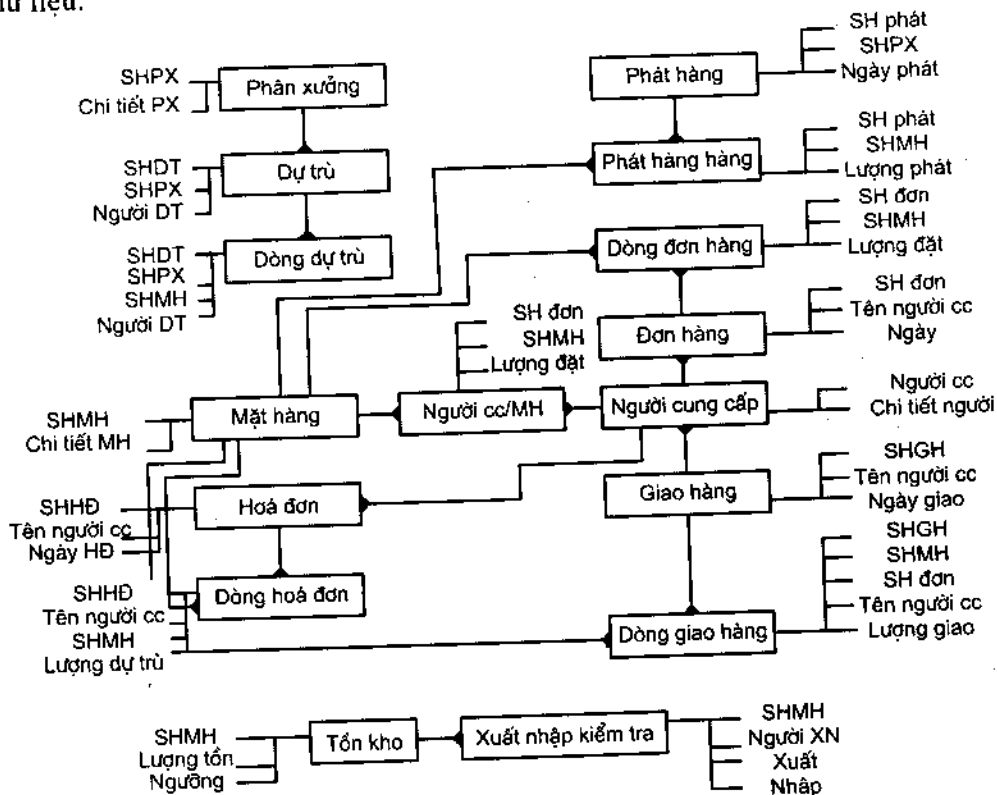 liệu.
SHPX
Chi tiết PX
Phân xưởng
SHDT
SHPX
Người DT
Dự trù
SHDT
SHPX
SHMH
Người DT
Dòng dự trù
Phát hàng
SH phát
SHPX
Ngày phát
Phát hàng hàng
SH phát
SHMH
Lượng phát
Dòng đơn hàng
SH đơn
SHMH
Lượng đặt
Đơn hàng
SH đơn
Tên người cc
Ngày
SH đơn
SHMH
Lượng đặt
SHMH
Chi tiết MH
Mặt hàng
Người cc/MH
Người cung cấp
Người cc
Chi tiết người
SHHĐ
Tên người cc
Ngày HĐ
Hoá đơn
Giao hàng
SHGH
Tên người cc
Ngày giao
SHHĐ
Tên người cc
SHMH
Lượng dự trù
Dòng hoá đơn
Dòng giao hàng
SHGH
SHMH
SH đơn
Tên người cc
Lượng giao
SHMH
Lượng tồn
Ngưỡng
Tồn kho
Xuất nhập kiểm tra
SHMH
Người XN
Xuất
Nhập